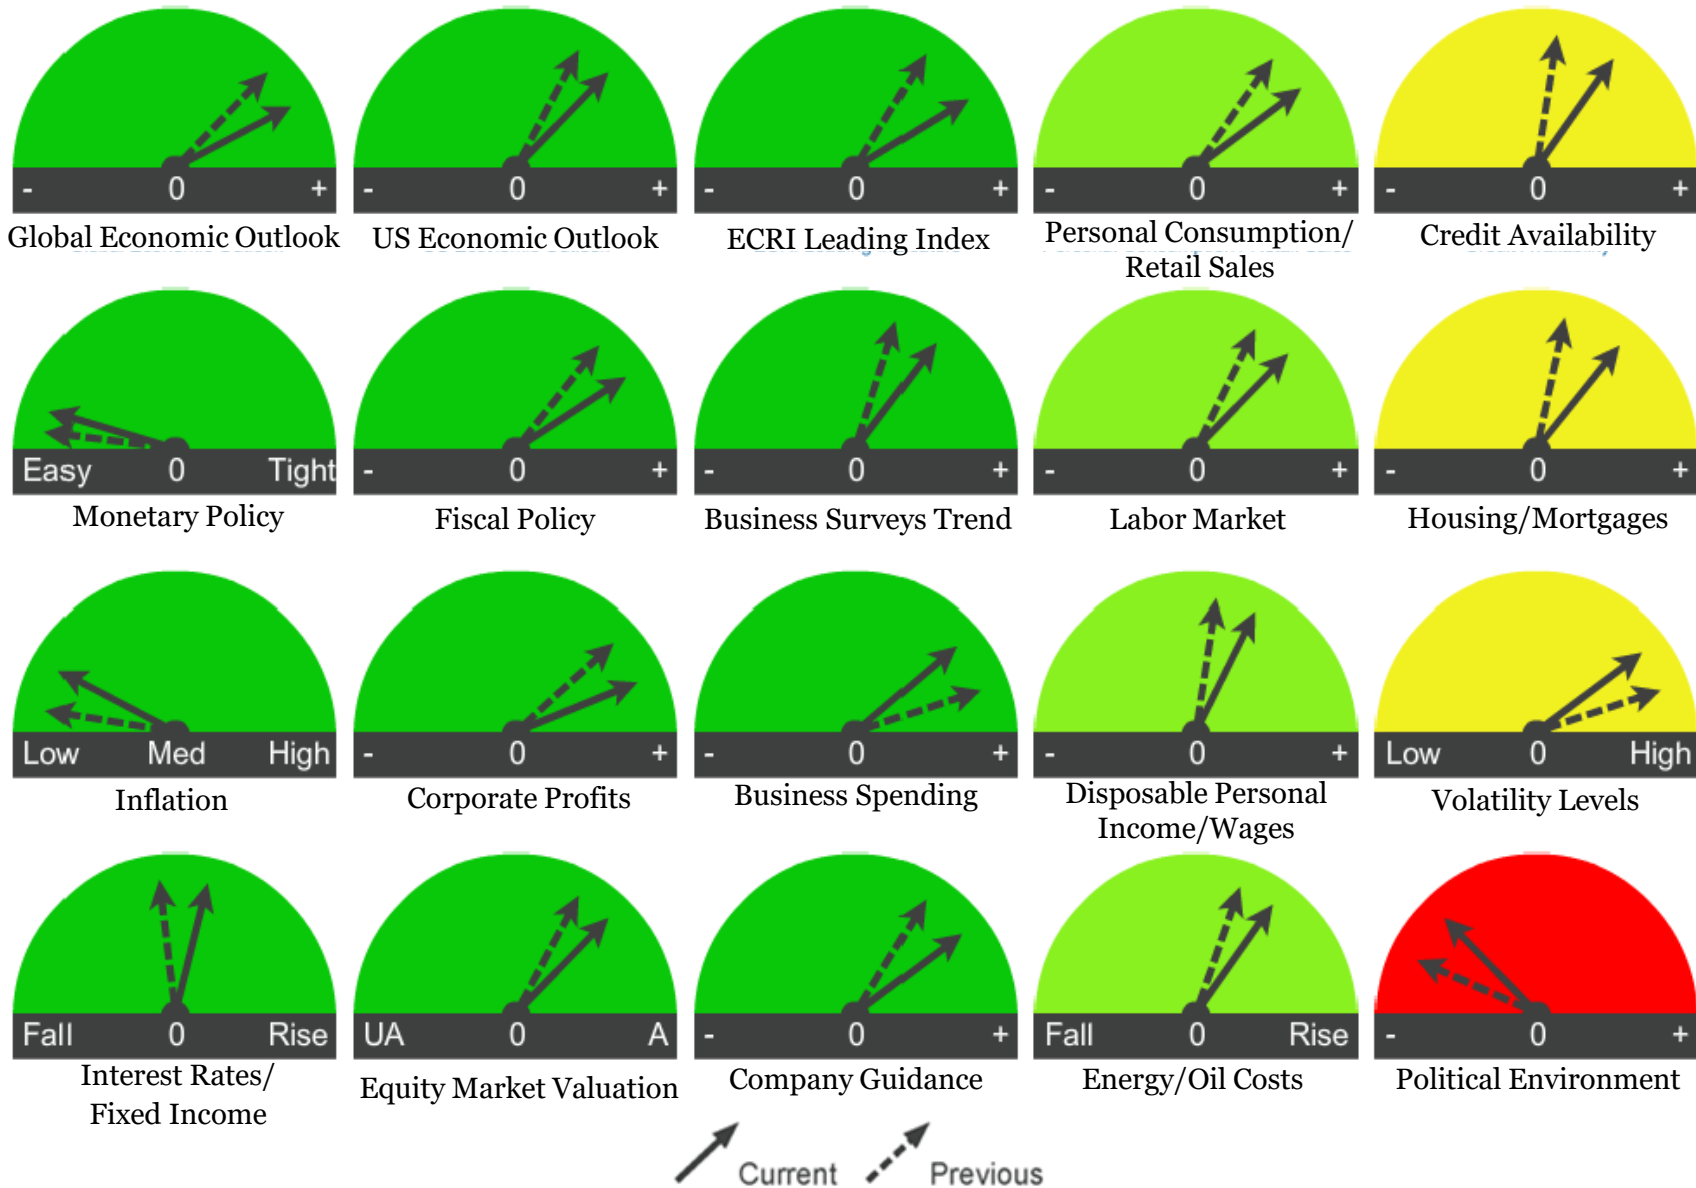 - 0 +
- 0 +
- 0 +
- 0 +
- 0 +
Global Economic Outlook
US Economic Outlook
ECRI Leading Index
Personal Consumption/
Retail Sales
Credit Availability
Easy 0 Tight
- 0 +
- 0 +
- 0 +
- 0 +
Monetary Policy
Fiscal Policy
Business Surveys Trend
Labor Market
Housing/Mortgages
Low Med High
- 0 +
- 0 +
- 0 +
Low 0 High
Inflation
Corporate Profits
Business Spending
Disposable Personal
Income/Wages
Volatility Levels
Fall 0 Rise
UA 0 A
- 0 +
Fall 0 Rise
- 0 +
Interest Rates/
Fixed Income
Equity Market Valuation
Company Guidance
Energy/Oil Costs
Political Environment
Current
Previous